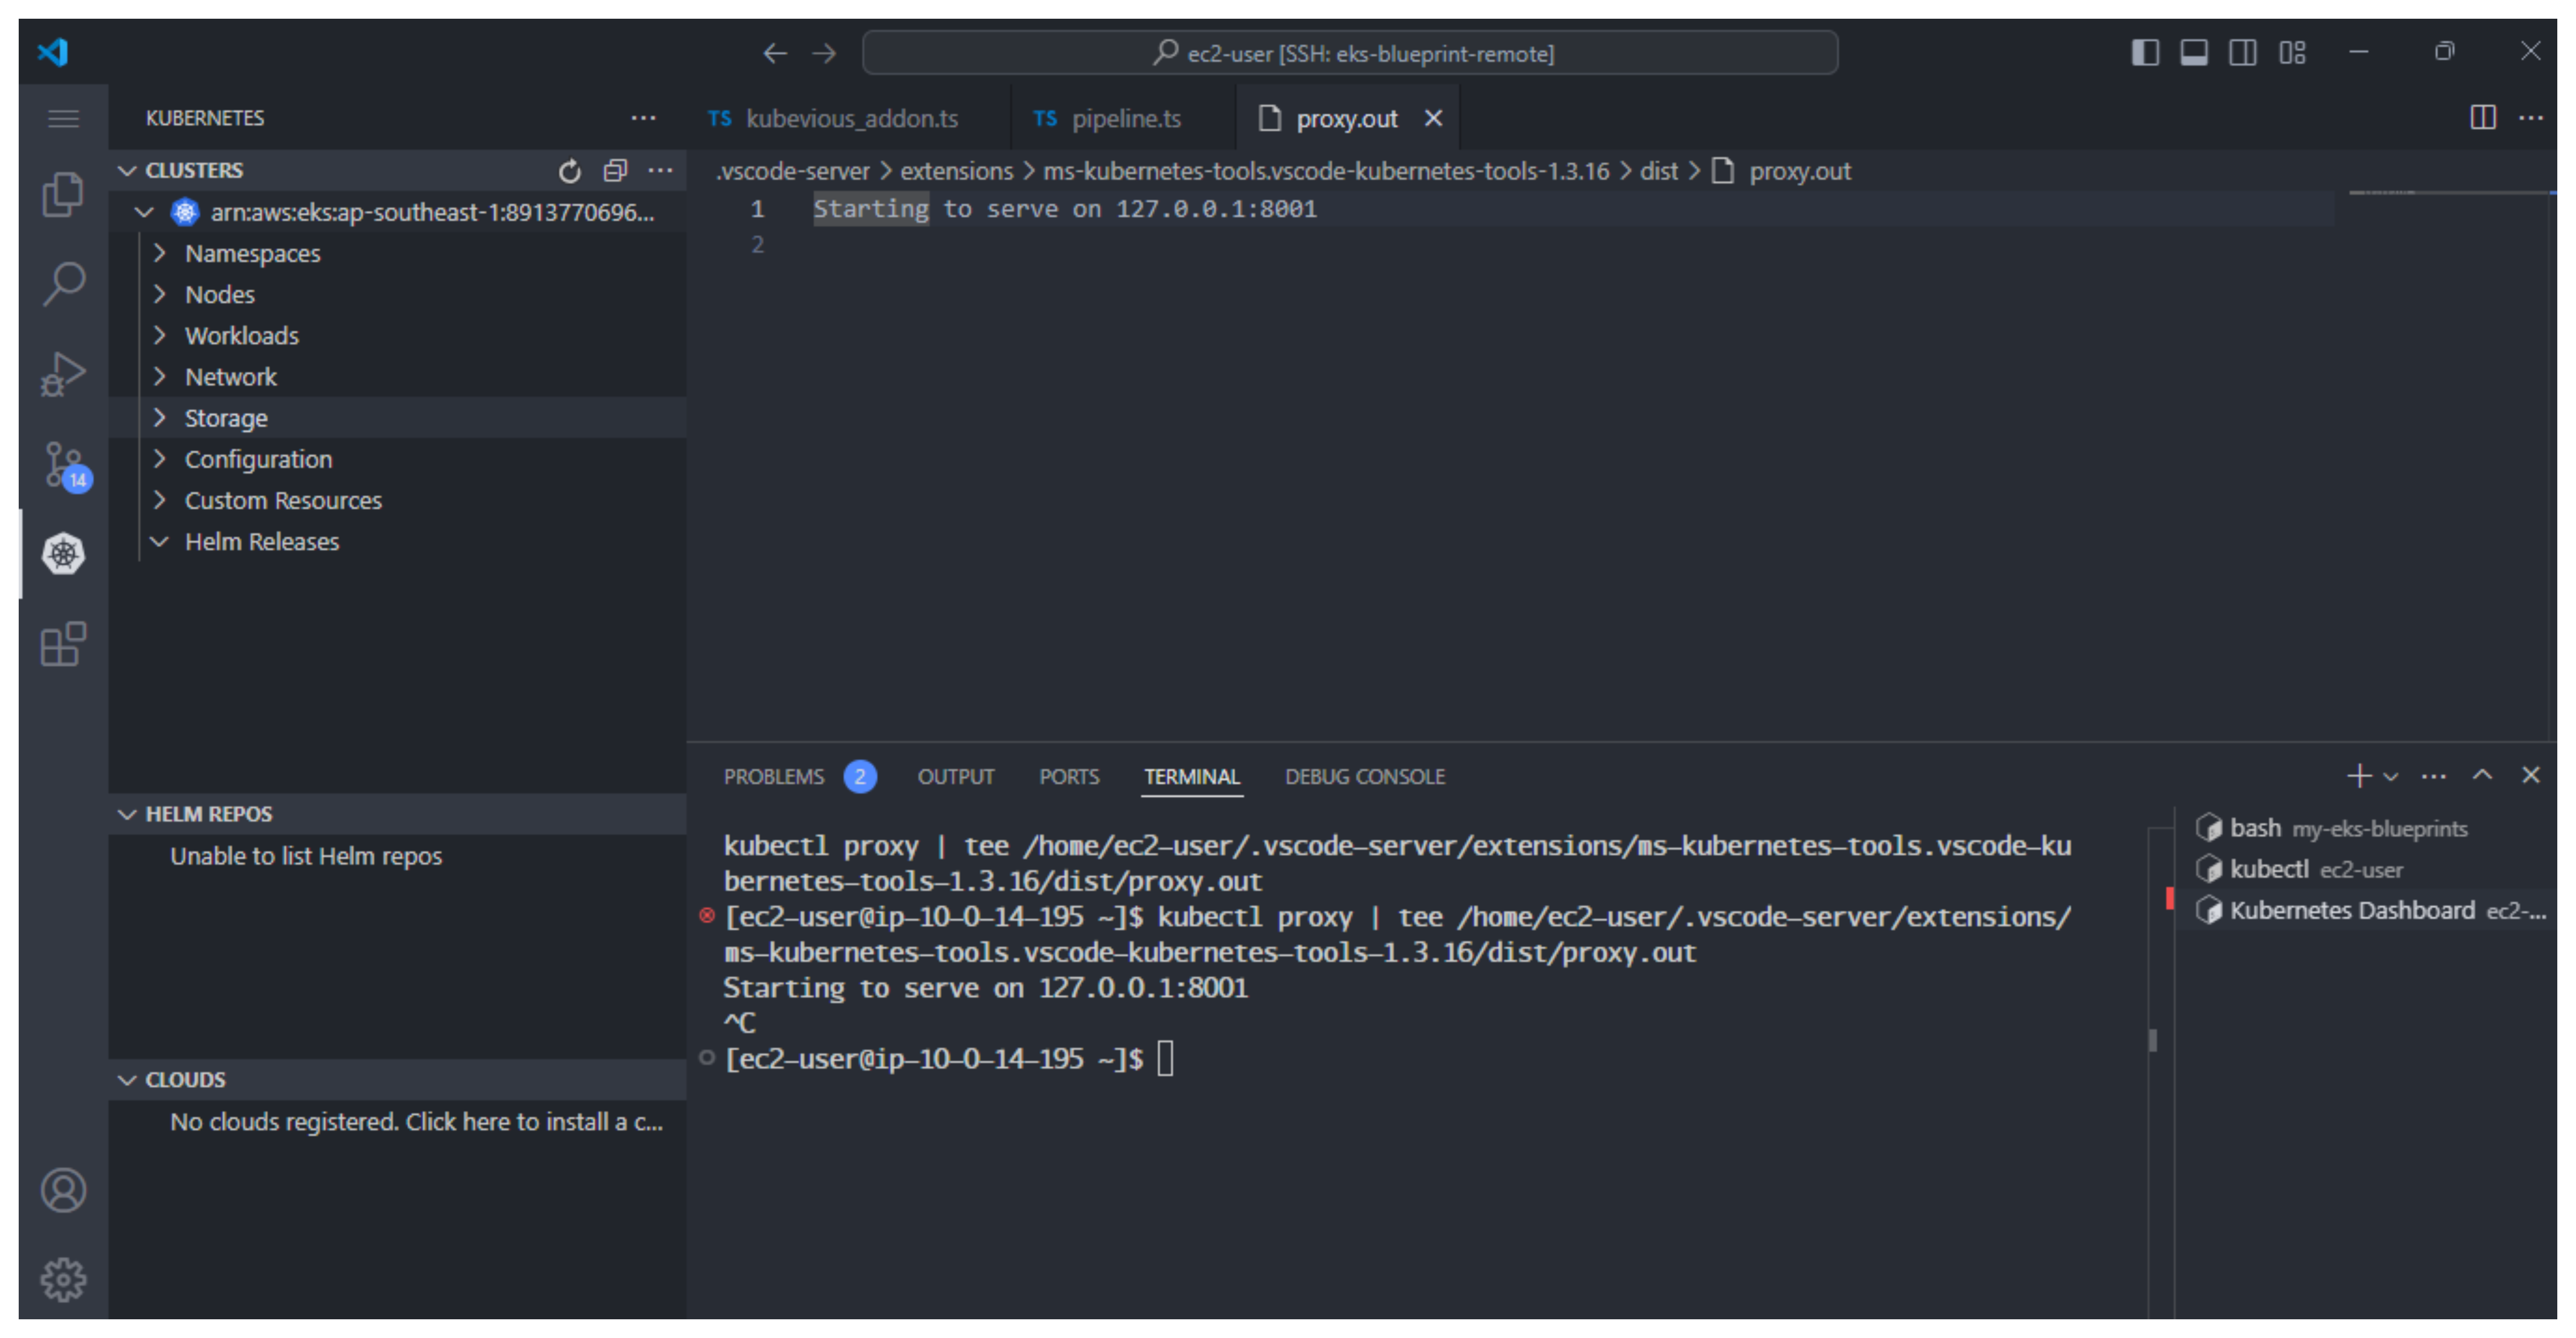 ec2-user [SSH: eks-blueprint-remote]
KUBERNETES
TS kubevious_addon.ts
TS pipeline.ts
proxy.out
CLUSTERS
arn:aws:eks:ap-southeast-1:8913770696...
Namespaces
Nodes
Workloads
Network
Storage
Configuration
Custom Resources
Helm Releases
14
HELM REPOS
Unable to list Helm repos
CLOUDS
No clouds registered. Click here to install a c...
.vscode-server > extensions > ms-kubernetes-tools.vscode-kubernetes-tools-1.3.16 > dist > proxy.out
1 Starting to serve on 127.0.0.1:8001
2
PROBLEMS 2 OUTPUT PORTS TERMINAL DEBUG CONSOLE
kubectl proxy | tee /home/ec2-user/.vscode-server/extensions/ms-kubernetes-tools.vscode-ku
bernetes-tools-1.3.16/dist/proxy.out
[ec2-user@ip-10-0-14-195 ~]$ kubectl proxy | tee /home/ec2-user/.vscode-server/extensions/
ms-kubernetes-tools.vscode-kubernetes-tools-1.3.16/dist/proxy.out
Starting to serve on 127.0.0.1:8001
^C
[ec2-user@ip-10-0-14-195 ~]$
bash my-eks-blueprints
kubectl ec2-user
Kubernetes Dashboard ec2-...